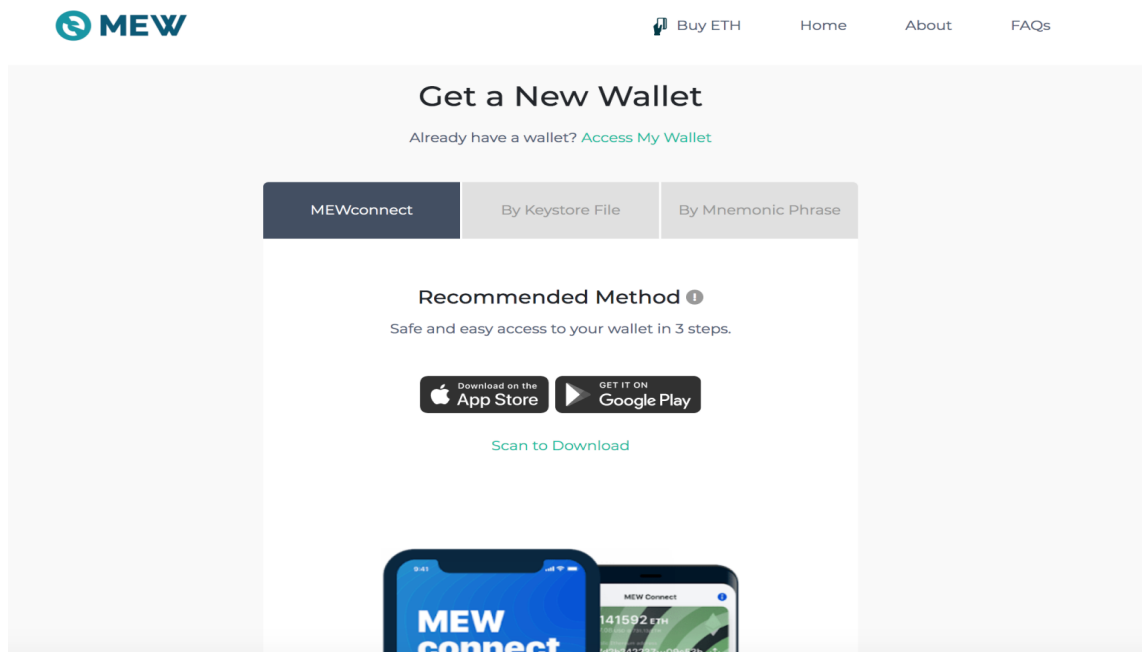 MEW
Buy ETH
Home
About
FAQs
Get a New Wallet
Already have a wallet? Access My Wallet
MEWconnect
By Keystore File
By Mnemonic Phrase
Recommended Method
Safe and easy access to your wallet in 3 steps.
Download on the
App Store
GET IT ON
Google Play
Scan to Download
9:41
MEW
connect
MEW Connect
141592 ETH